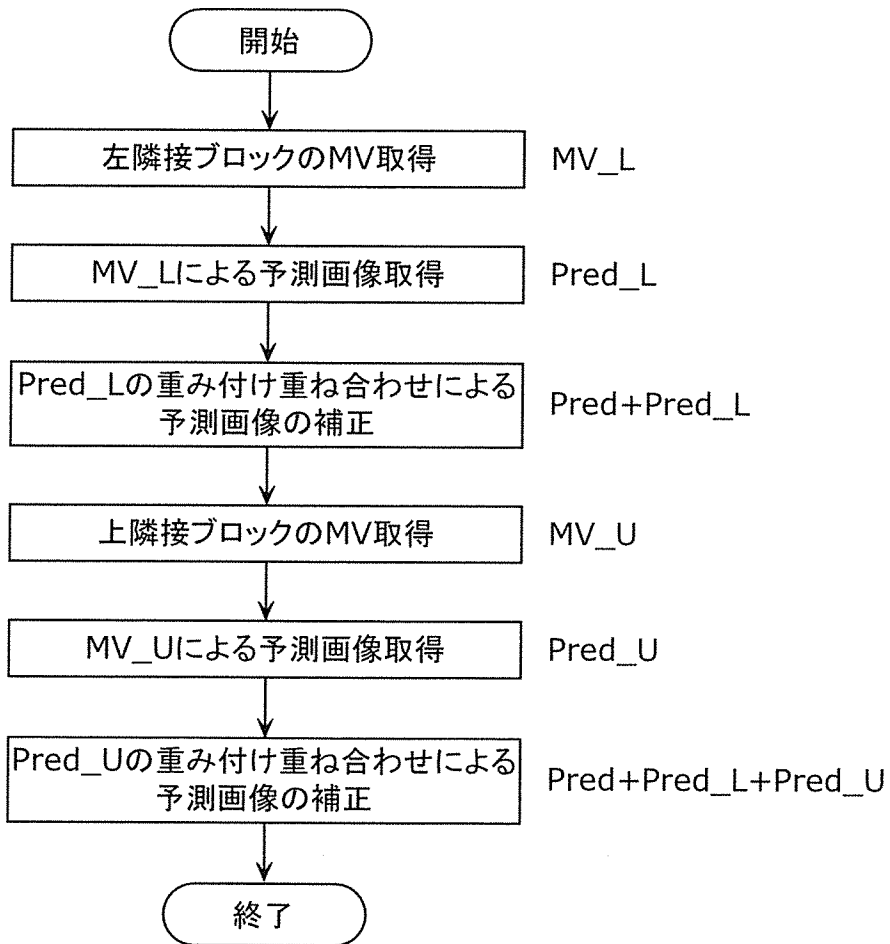 開始
左隣接ブロックのMV取得
MV_L
MV_Lによる予測画像取得
Pred_L
Pred_Lの重み付け重ね合わせによる
予測画像の補正
Pred+Pred_L
上隣接ブロックのMV取得
MV_U
MV_Uによる予測画像取得
Pred_U
Pred_Uの重み付け重ね合わせによる
予測画像の補正
Pred+Pred_L+Pred_U
終了